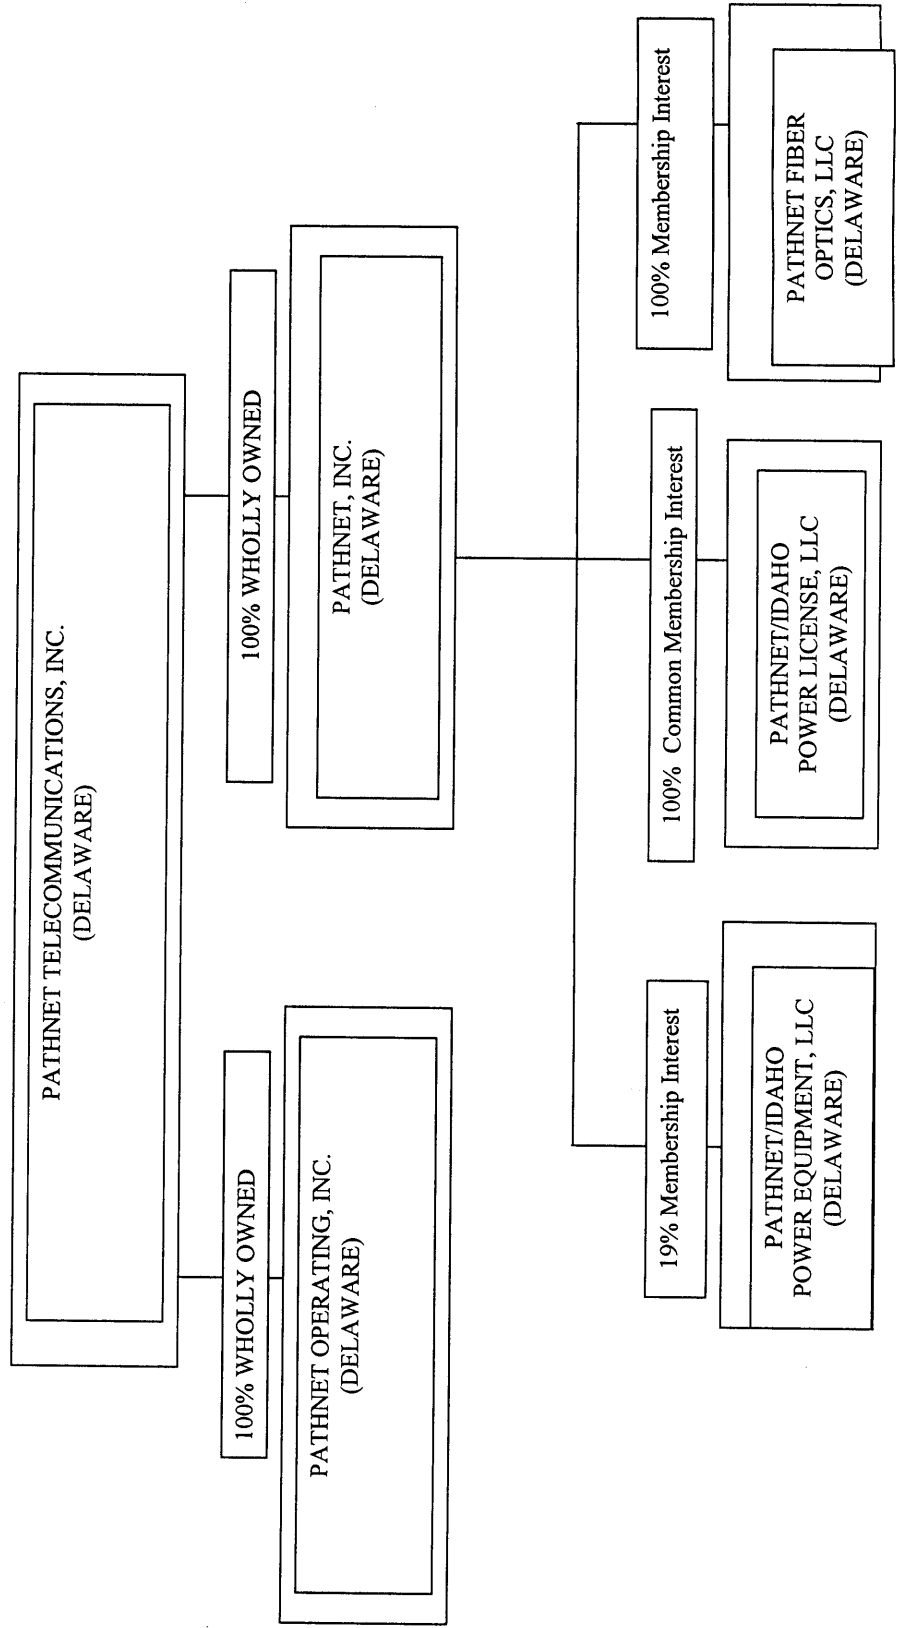 PATHNET TELECOMMUNICATIONS, INC.
(DELAWARE)
100% WHOLLY OWNED
100% WHOLLY OWNED
PATHNET OPERATING, INC.
(DELAWARE)
PATHNET, INC.
(DELAWARE)
19% Membership Interest
100% Common Membership Interest
100% Membership Interest
PATHNET/IDAHO
POWER EQUIPMENT, LLC
(DELAWARE)
PATHNET/IDAHO
POWER LICENSE, LLC
(DELAWARE)
PATHNET FIBER
OPTICS, LLC
(DELAWARE)